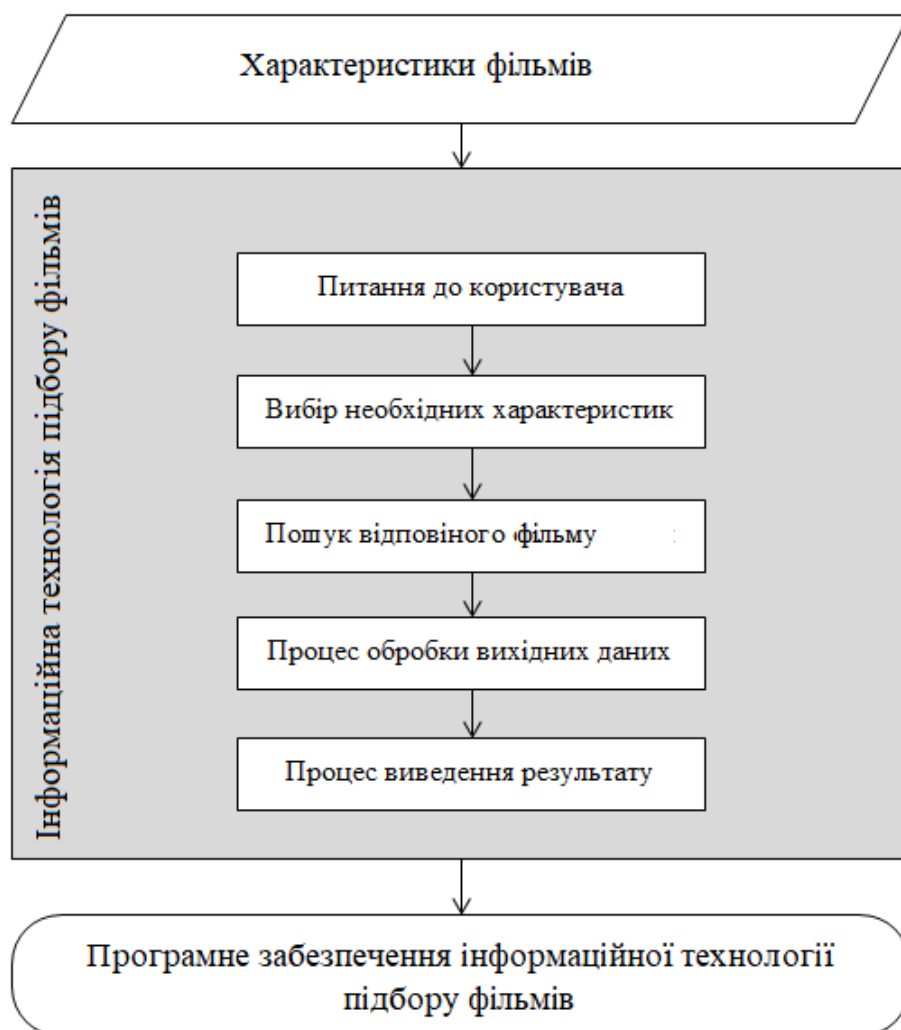 Характеристики фільмів
Інформаційна технологія підбору фільмів
Питання до користувача
Вибір необхідних характеристик
Пошук відповіного фільму
Процес обробки вихідних даних
Процес виведення результату
Програмне забезпечення інформаційної технології
підбору фільмів